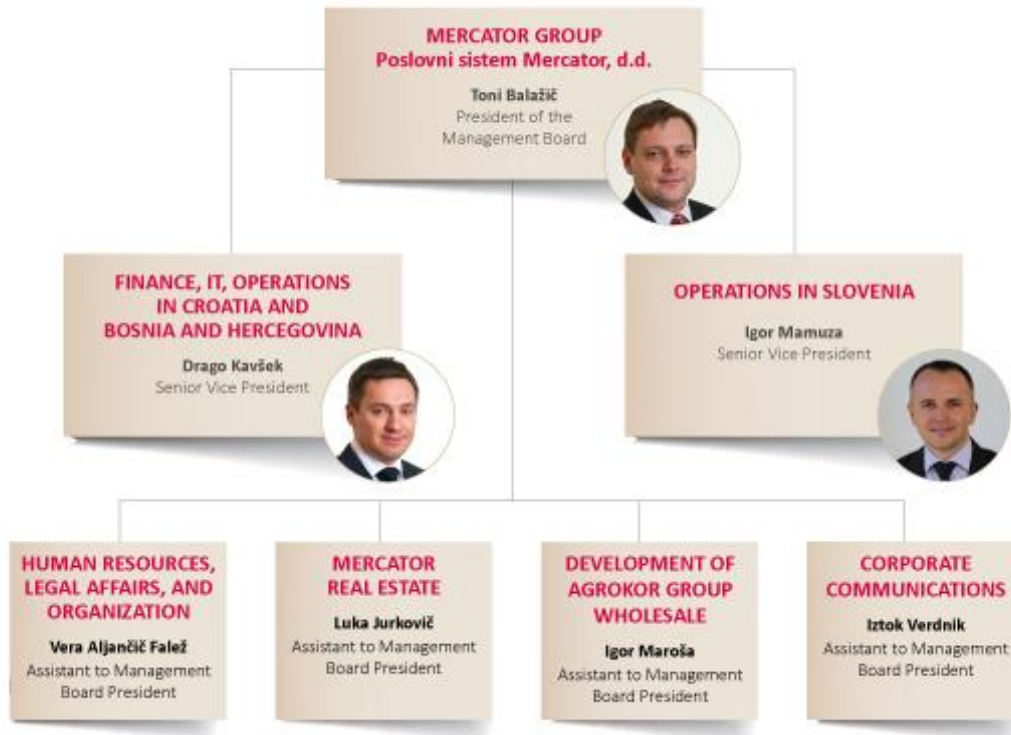 MERCATOR GROUP
Poslovni sistem Mercator, d.d.
Toni Balažič
President of the
Management Board
FINANCE, IT, OPERATIONS
IN CROATIA AND
BOSNIA AND HERCEGOVINA
Drago Kavšek
Senior Vice President
OPERATIONS IN SLOVENIA
Igor Mamuza
Senior Vice President
HUMAN RESOURCES,
LEGAL AFFAIRS, AND
ORGANIZATION
Vera Aljančič Falež
Assistant to Management
Board President
MERCATOR
REAL ESTATE
Luka Jurkovič
Assistant to Management
Board President
DEVELOPMENT OF
AGROKOR GROUP
WHOLESALE
Igor Maroša
Assistant to Management
Board President
CORPORATE
COMMUNICATIONS
Iztok Verdnik
Assistant to Management
Board President